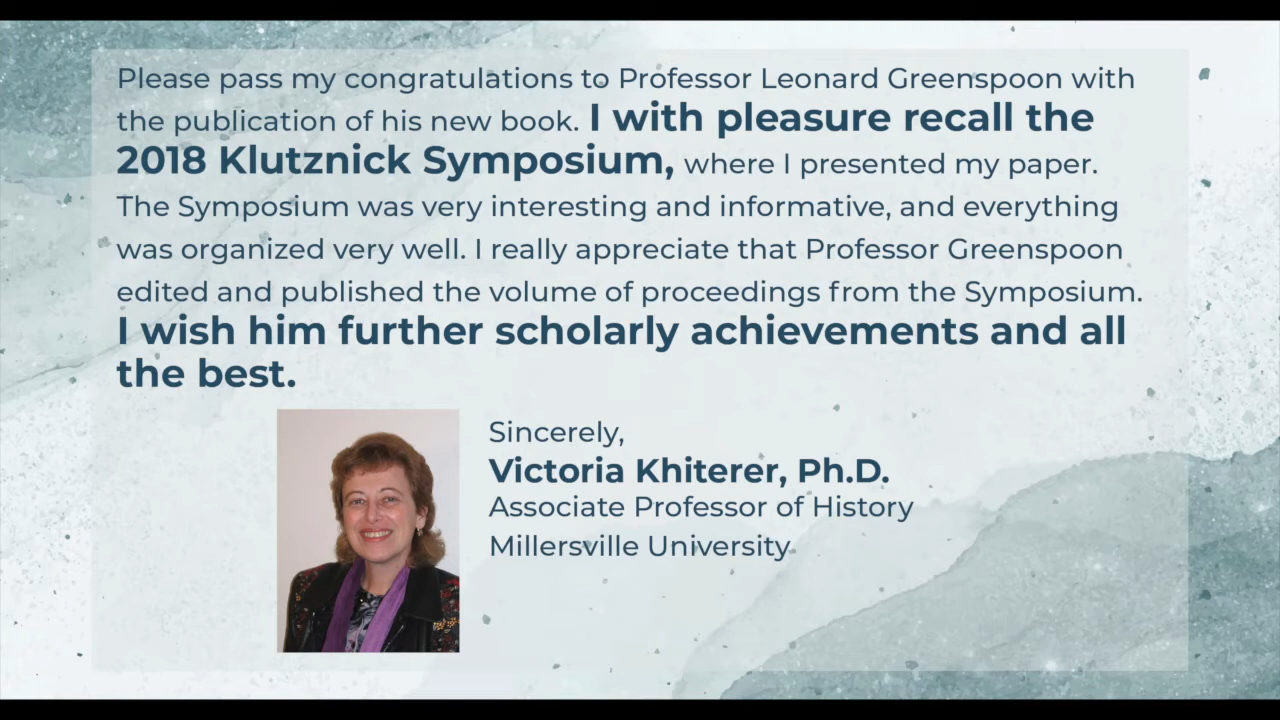 Please pass my congratulations to Professor Leonard Greenspoon with
the publication of his new book. I with pleasure recall the
2018 Klutznick Symposium, where I presented my paper.
The Symposium was very interesting and informative, and everything
was organized very well. I really appreciate that Professor Greenspoon
edited and published the volume of proceedings from the Symposium.
I wish him further scholarly achievements and all
the best.
Sincerely,
Victoria Khiterer, Ph.D.
Associate Professor of History
Millersville University